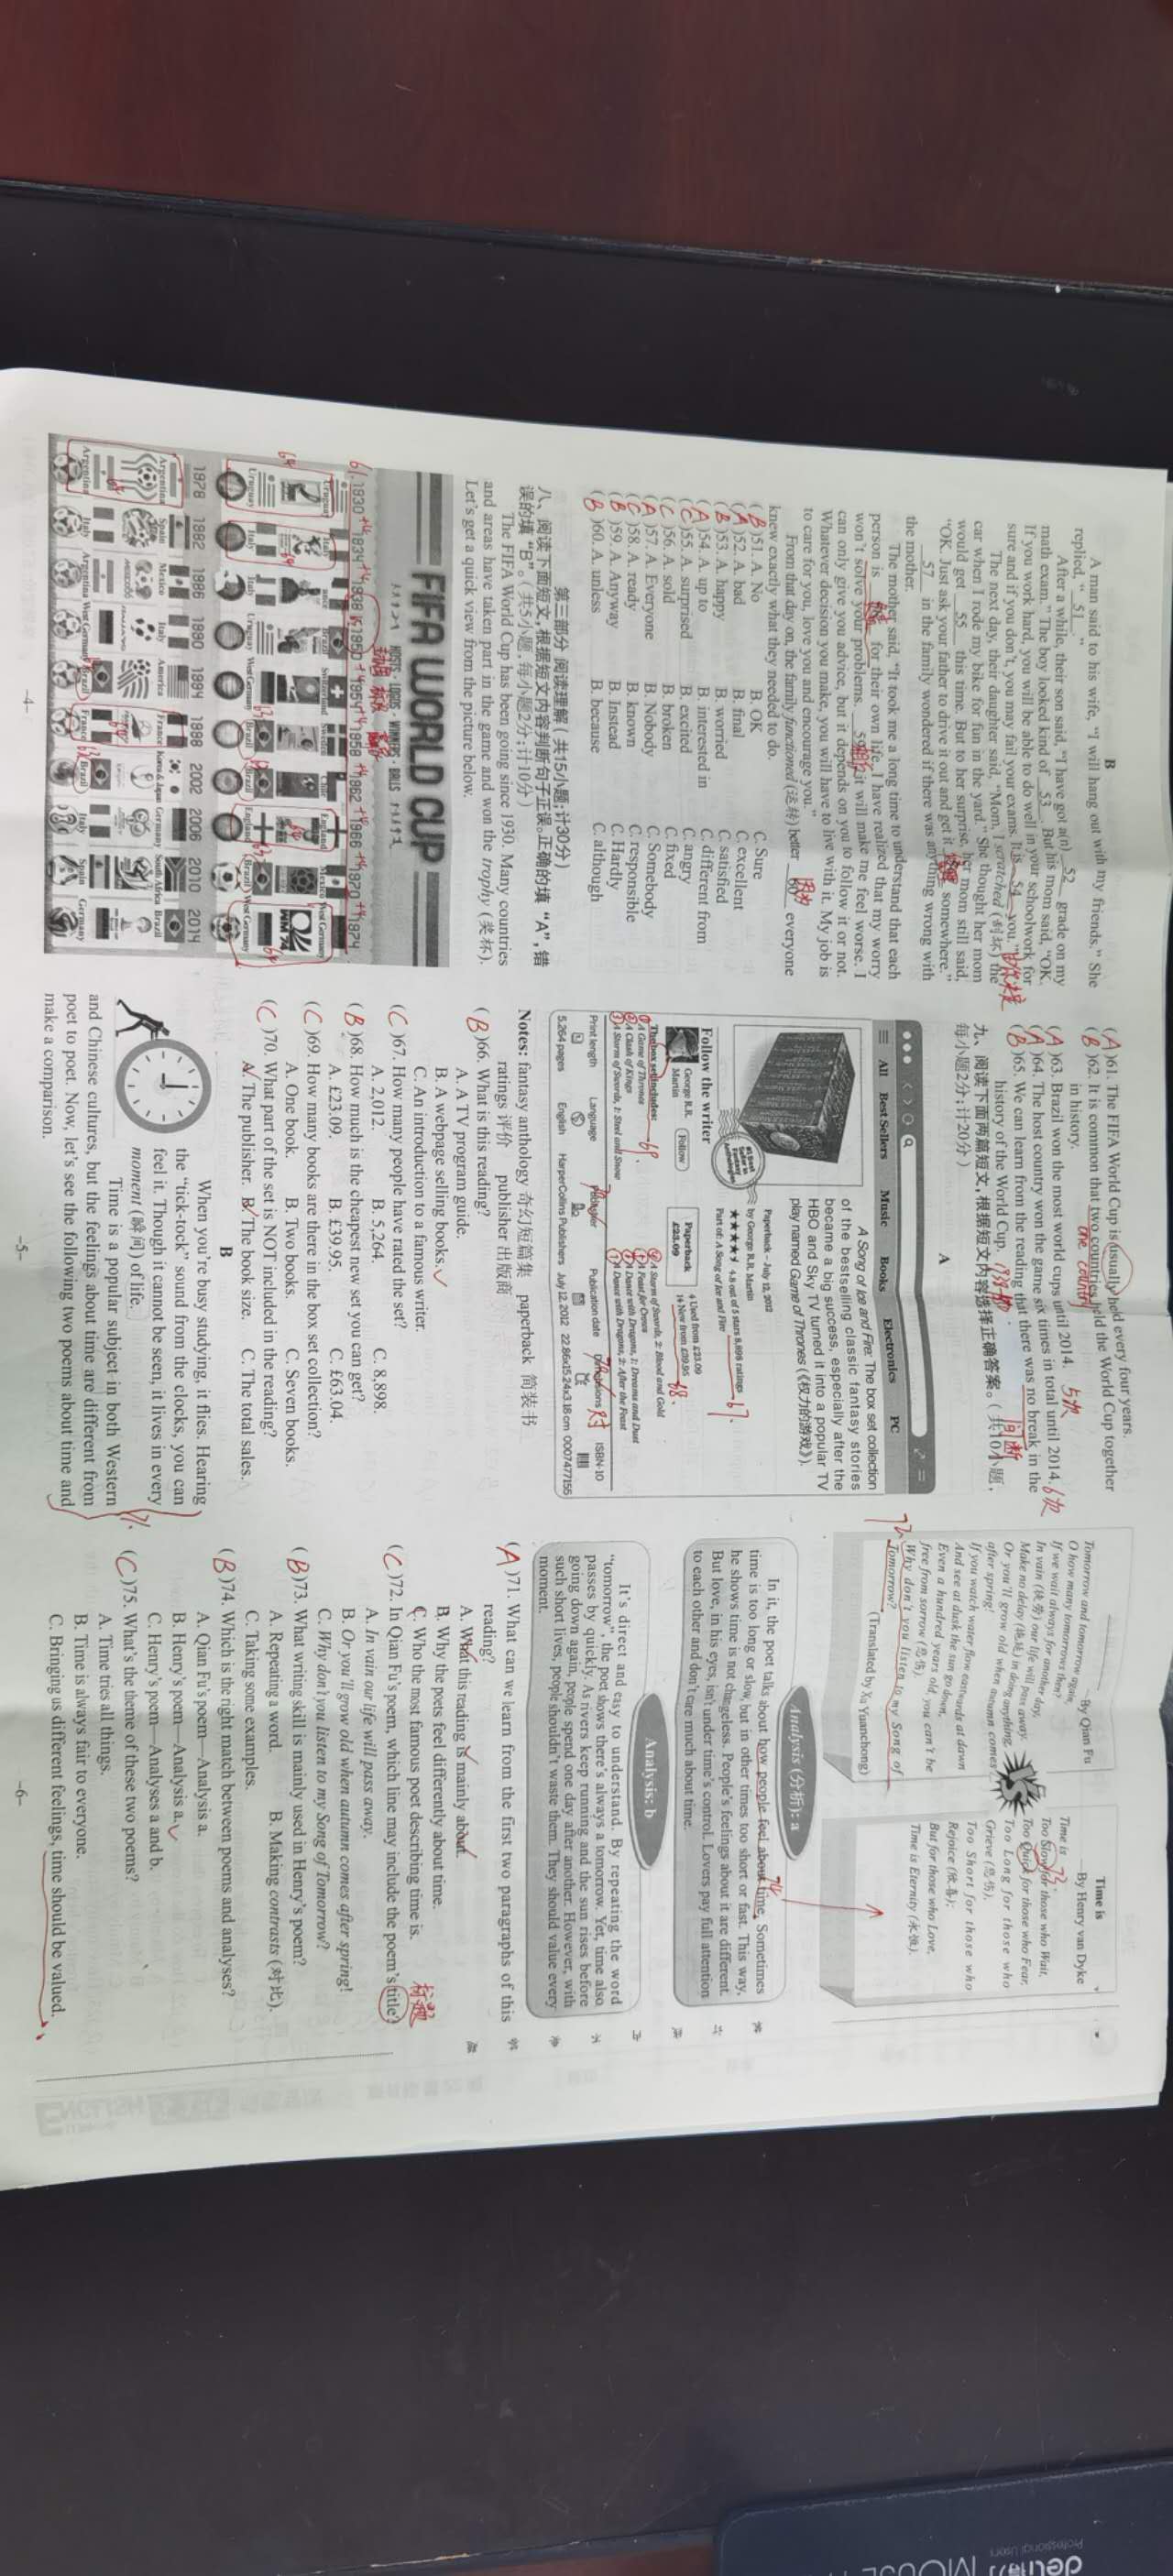 B
A man said to his wife, "I will hang out with my friends." She
replied, " 51 ."
After a while, their son said, "I have got a(n) 52 grade on my
math exam." The boy looked kind of 53 . But his mom said, "OK.
If you work hard, you will be able to do well in your schoolwork for
sure and if you don't, you may fail your exams. It is 54 you."
The next day, their daughter said, "Mom, I scratched (刮坏) the
car when I rode my bike for fun in the yard." She thought her mom
would get 55 this time. But to her surprise, her mom still said,
"OK. Just ask your father to drive it out and get it somewhere."
57 in the family wondered if there was anything wrong with
the mother.
The mother said, "It took me a long time to understand that each
person is for their own life. I have realized that my worry
won't solve your problems. 59 it will make me feel worse. I
can only give you advice, but it depends on you to follow it or not.
Whatever decision you make, you will have to live with it. My job is
to care for you, love you and encourage you."
From that day on, the family functioned (运转) better 60 everyone
knew exactly what they needed to do.
(B)51. A. No B. OK C. Sure
(A)52. A. bad B. final C. excellent
(B)53. A. happy B. worried C. satisfied
(A)54. A. up to B. interested in C. different from
(C)55. A. surprised B. excited C. angry
(C)56. A. sold B. broken C. fixed
(A)57. A. Everyone B. Nobody C. Somebody
(C)58. A. ready B. known C. responsible
(B)59. A. Anyway B. Instead C. Hardly
(B)60. A. unless B. because C. although
第三部分 阅读理解(共15小题;计30分)
八、阅读下面短文,根据短文内容判断句子正误。正确的填"A",错
误的填"B"。(共5小题,每小题2分;计10分)
The FIFA World Cup has been going since 1930. Many countries
and areas have taken part in the game and won the trophy (奖杯).
Let's get a quick view from the picture below.
FIFA WORLD CUP
HOSTS · LOGOS · WINNERS · BALLS
1930 1934 1938 1950 1954 1958 1962 1966 1970 1974
Uruguay Italy Brazil Switzerland Sweden Chile England Mexico West Germany
Uruguay Italy Italy Uruguay West Germany Brazil Brazil England Brazil West Germany
1978 1982 1986 1990 1994 1998 2002 2006 2010 2014
Argentina Spain Mexico Italy America France Korea & Japan Germany South Africa Brazil
Argentina Italy Argentina West Germany Brazil France Brazil Italy Spain Germany
-4-
(A)61. The FIFA World Cup is usually held every four years.
(B)62. It is common that two countries held the World Cup together
in history.
one country
(A)63. Brazil won the most world cups until 2014. 5次
(A)64. The host country won the game six times in total until 2014. 6次
(B)65. We can learn from the reading that there was no break in the
history of the World Cup.
间断
九、阅读下面两篇短文,根据短文内容选择正确答案。(共10小题,
每小题2分;计20分)
A
All Best Sellers Music Books Electronics PC
A Song of Ice and Fire: The box set collection
of the bestselling classic fantasy stories
became a big success, especially after the
HBO and Sky TV turned it into a popular TV
play named Game of Thrones (《权力的游戏》).
Paperback – July 12, 2012
by George R.R. Martin
4.8 out of 5 stars 8,898 ratings 67.
Part of: A Song of Ice and Fire
Follow the writer
George R.R.
Martin
Follow
Paperback
£23.09
4 Used from £23.09
14 New from £39.95
68.
The box set includes 69.
① A Game of Thrones
② A Clash of Kings
③ A Storm of Swords, 1: Steel and Snow
④ A Storm of Swords, 2: Blood and Gold
A Feast for Crows
A Dance with Dragons, 1: Dreams and Dust
⑦ A Dance with Dragons, 2: After the Feast
Print length Language Publisher Publication date Dimensions ISBN-10
5,264 pages English HarperCollins Publishers July 12, 2012 22.86x15.24x3.18 cm 0007477155
Notes: fantasy anthology 奇幻短篇集 paperback 简装书
ratings 评价 publisher 出版商
(B)66. What is this reading?
A. A TV program guide.
B. A webpage selling books.
C. An introduction to a famous writer.
(C)67. How many people have rated the set?
A. 2,012. B. 5,264. C. 8,898.
(B)68. How much is the cheapest new set you can get?
A. £23.09. B. £39.95. C. £63.04.
(C)69. How many books are there in the box set collection?
A. One book. B. Two books. C. Seven books.
(C)70. What part of the set is NOT included in the reading?
A. The publisher. B. The book size. C. The total sales.
B
When you're busy studying, it flies. Hearing
the "tick-tock" sound from the clocks, you can
feel it. Though it cannot be seen, it lives in every
moment (瞬间) of life.
Time is a popular subject in both Western
and Chinese cultures, but the feelings about time are different from
poet to poet. Now, let's see the following two poems about time and
make a comparison.
71.
-5-
By Qian Fu
Tomorrow and tomorrow again,
O how many tomorrows then?
If we wait always for another day,
In vain (徒劳) our life will pass away.
Make no delay (拖延) in doing anything,
Or you'll grow old when autumn comes
after spring!
If you watch water flow eastwards at dawn
And see at dusk the sun go down,
Even a hundred years old, you can't be
free from sorrow (悲伤).
Why don't you listen to my Song of
Tomorrow?
(Translated by Xu Yuanchong)
72
Time is
By Henry van Dyke
Time is
Too Slow for those who Wait,
Too Quick for those who Fear,
Too Long for those who
Grieve (悲伤),
Too Short for those who
Rejoice (欣喜);
But for those who Love,
Time is Eternity (永恒).
Analysis (分析): a
In it, the poet talks about how people feel about time. Sometimes
time is too long or slow, but in other times too short or fast. This way,
he shows time is not changeless. People's feelings about it are different.
But love, in his eyes, isn't under time's control. Lovers pay full attention
to each other and don't care much about time.
Analysis: b
It's direct and easy to understand. By repeating the word
"tomorrow", the poet shows there's always a tomorrow. Yet, time also
passes by quickly. As rivers keep running and the sun rises before
going down again, people spend one day after another. However, with
such short lives, people shouldn't waste them. They should value every
moment.
(A)71. What can we learn from the first two paragraphs of this
reading?
A. What this reading is mainly about.
B. Why the poets feel differently about time.
C. Who the most famous poet describing time is.
(C)72. In Qian Fu's poem, which line may include the poem's title?
标题
A. In vain our life will pass away.
B. Or you'll grow old when autumn comes after spring!
C. Why don't you listen to my Song of Tomorrow?
(B)73. What writing skill is mainly used in Henry's poem?
A. Repeating a word. B. Making contrasts (对比).
C. Taking some examples.
(B)74. Which is the right match between poems and analyses?
A. Qian Fu's poem—Analysis a.
B. Henry's poem—Analysis a.
C. Henry's poem—Analyses a and b.
(C)75. What's the theme of these two poems?
A. Time tries all things.
B. Time is always fair to everyone.
C. Bringing us different feelings, time should be valued.
-6-
deli
MOUSE